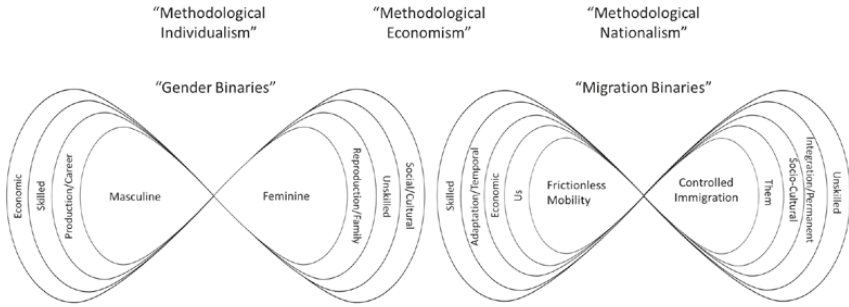 “Methodological
Individualism”
“Methodological
Economism”
“Methodological
Nationalism”
“Gender Binaries”
“Migration Binaries”
Economic
Skilled
Production/Career
Masculine
Feminine
Reproduction/Family
Unskilled
Social/Cultural
Skilled
Adaptation/Temporal
Economic
Us
Frictionless
Mobility
Controlled
Immigration
Them
Socio-Cultural
Integration/Permanent
Unskilled